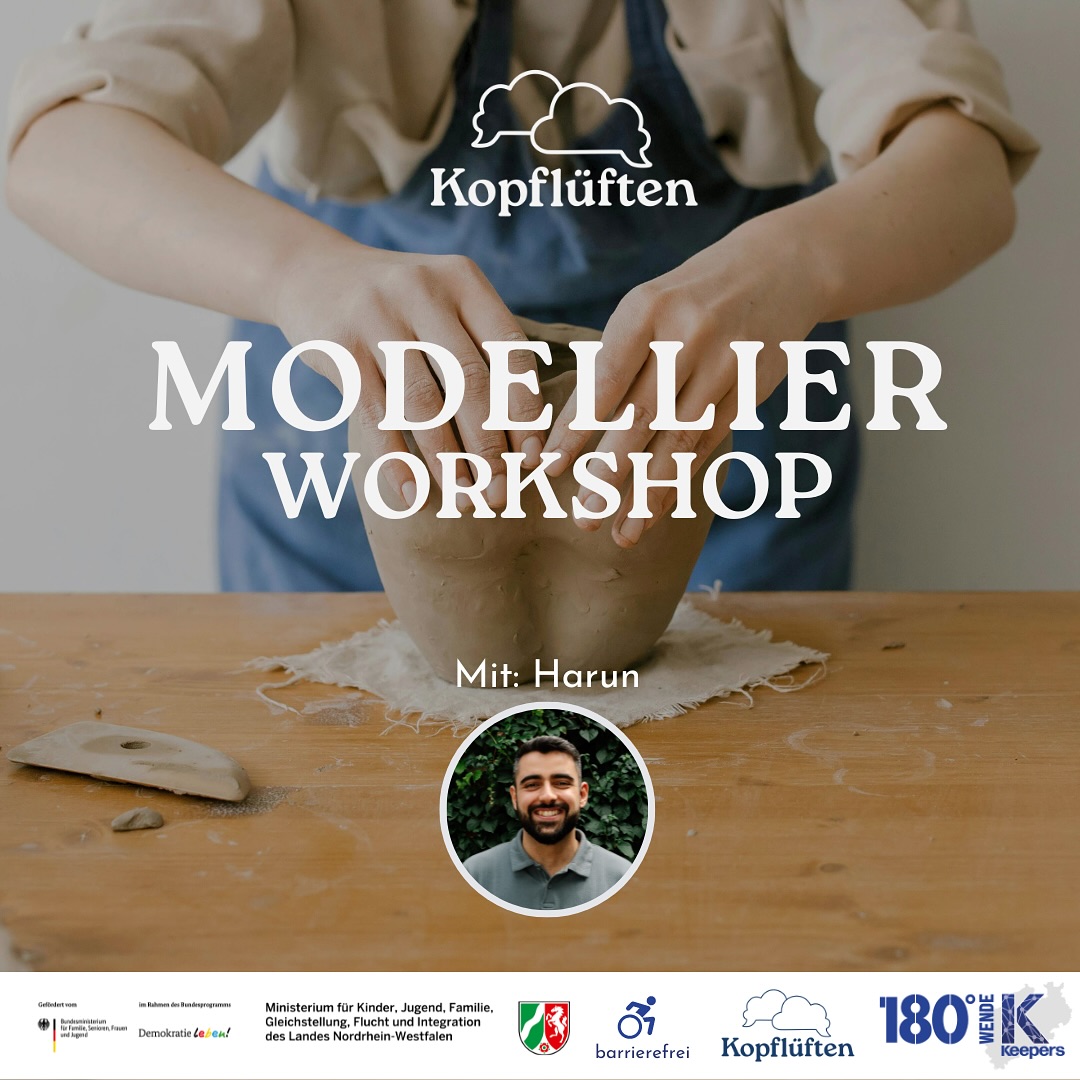 Kopflüften
MODELLIER
WORKSHOP
Mit: Harun
Gefördert vom
Bundesministerium
für Familie, Senioren, Frauen
und Jugend
im Rahmen des Bundesprogramms
Demokratie leben!
Ministerium für Kinder, Jugend, Familie,
Gleichstellung, Flucht und Integration
des Landes Nordrhein-Westfalen
barrierefrei
Kopflüften
180°
WENDE
K
Keepers